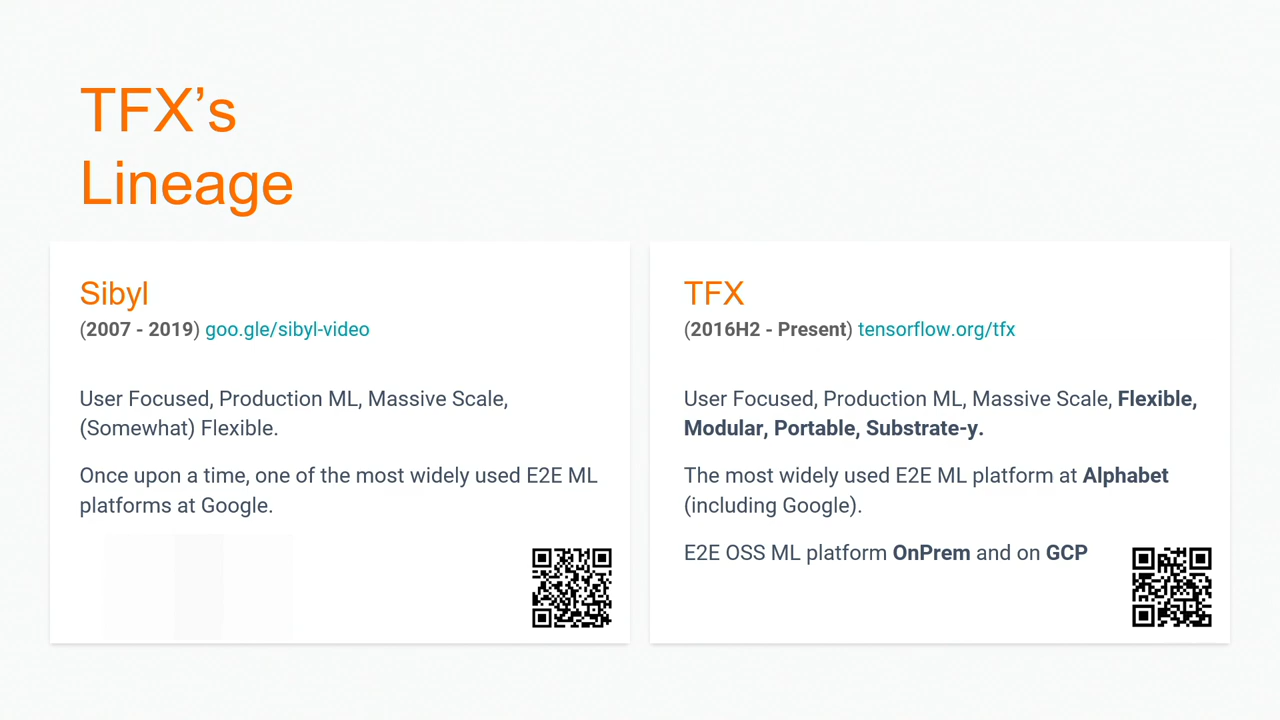 TFX’s
Lineage
Sibyl
(2007 - 2019) goo.gle/sibyl-video
User Focused, Production ML, Massive Scale,
(Somewhat) Flexible.
Once upon a time, one of the most widely used E2E ML
platforms at Google.
TFX
(2016H2 - Present) tensorflow.org/tfx
User Focused, Production ML, Massive Scale, Flexible,
Modular, Portable, Substrate-y.
The most widely used E2E ML platform at Alphabet
(including Google).
E2E OSS ML platform OnPrem and on GCP